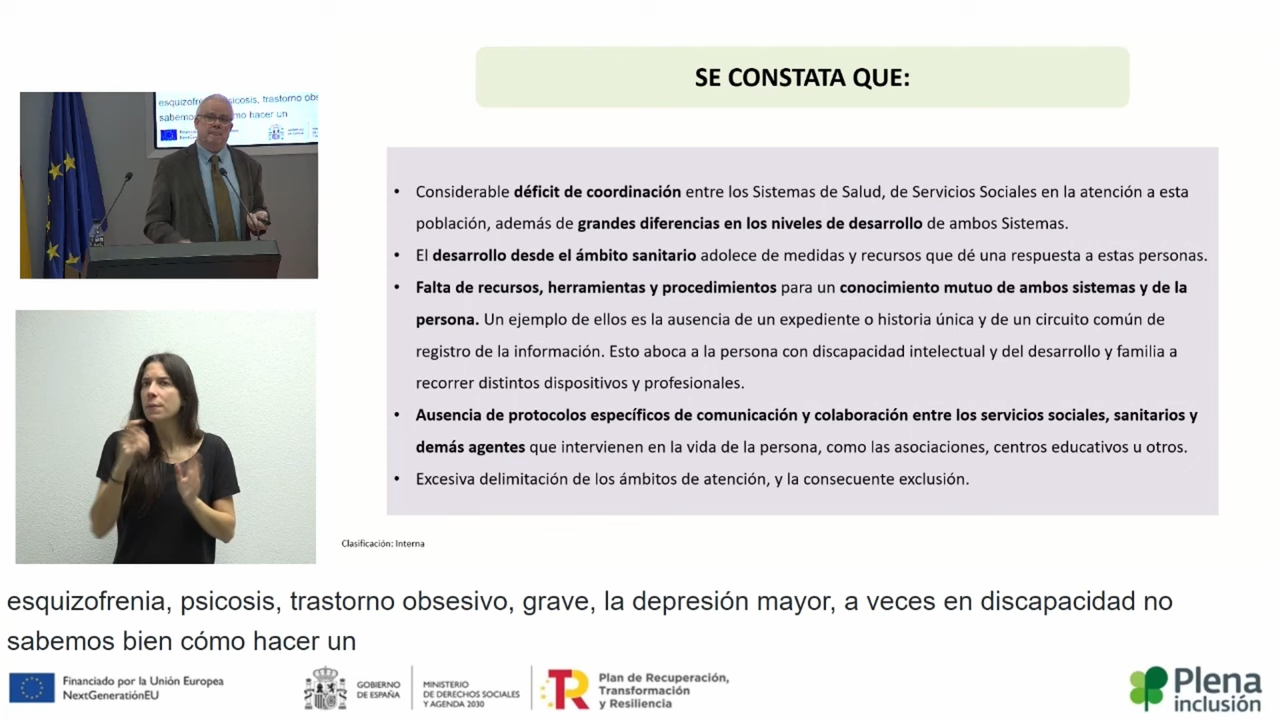 SE CONSTATA QUE:
esquizofre sicosis, trastorno obs
sabemos mo hacer un
• Considerable déficit de coordinación entre los Sistemas de Salud, de Servicios Sociales en la atención a esta
población, además de grandes diferencias en los niveles de desarrollo de ambos Sistemas.
• El desarrollo desde el ámbito sanitario adolece de medidas y recursos que dé una respuesta a estas personas.
• Falta de recursos, herramientas y procedimientos para un conocimiento mutuo de ambos sistemas y de la
persona. Un ejemplo de ellos es la ausencia de un expediente o historia única y de un circuito común de
registro de la información. Esto aboca a la persona con discapacidad intelectual y del desarrollo y familia a
recorrer distintos dispositivos y profesionales.
• Ausencia de protocolos específicos de comunicación y colaboración entre los servicios sociales, sanitarios y
demás agentes que intervienen en la vida de la persona, como las asociaciones, centros educativos u otros.
• Excesiva delimitación de los ámbitos de atención, y la consecuente exclusión.
Clasificación: Interna
esquizofrenia, psicosis, trastorno obsesivo, grave, la depresión mayor, a veces en discapacidad no
sabemos bien cómo hacer un
Financiado por la Unión Europea
NextGenerationEU
GOBIERNO
DE ESPAÑA
MINISTERIO
DE DERECHOS SOCIALES
Y AGENDA 2030
Plan de Recuperación,
Transformación
y Resiliencia
Plena
inclusión